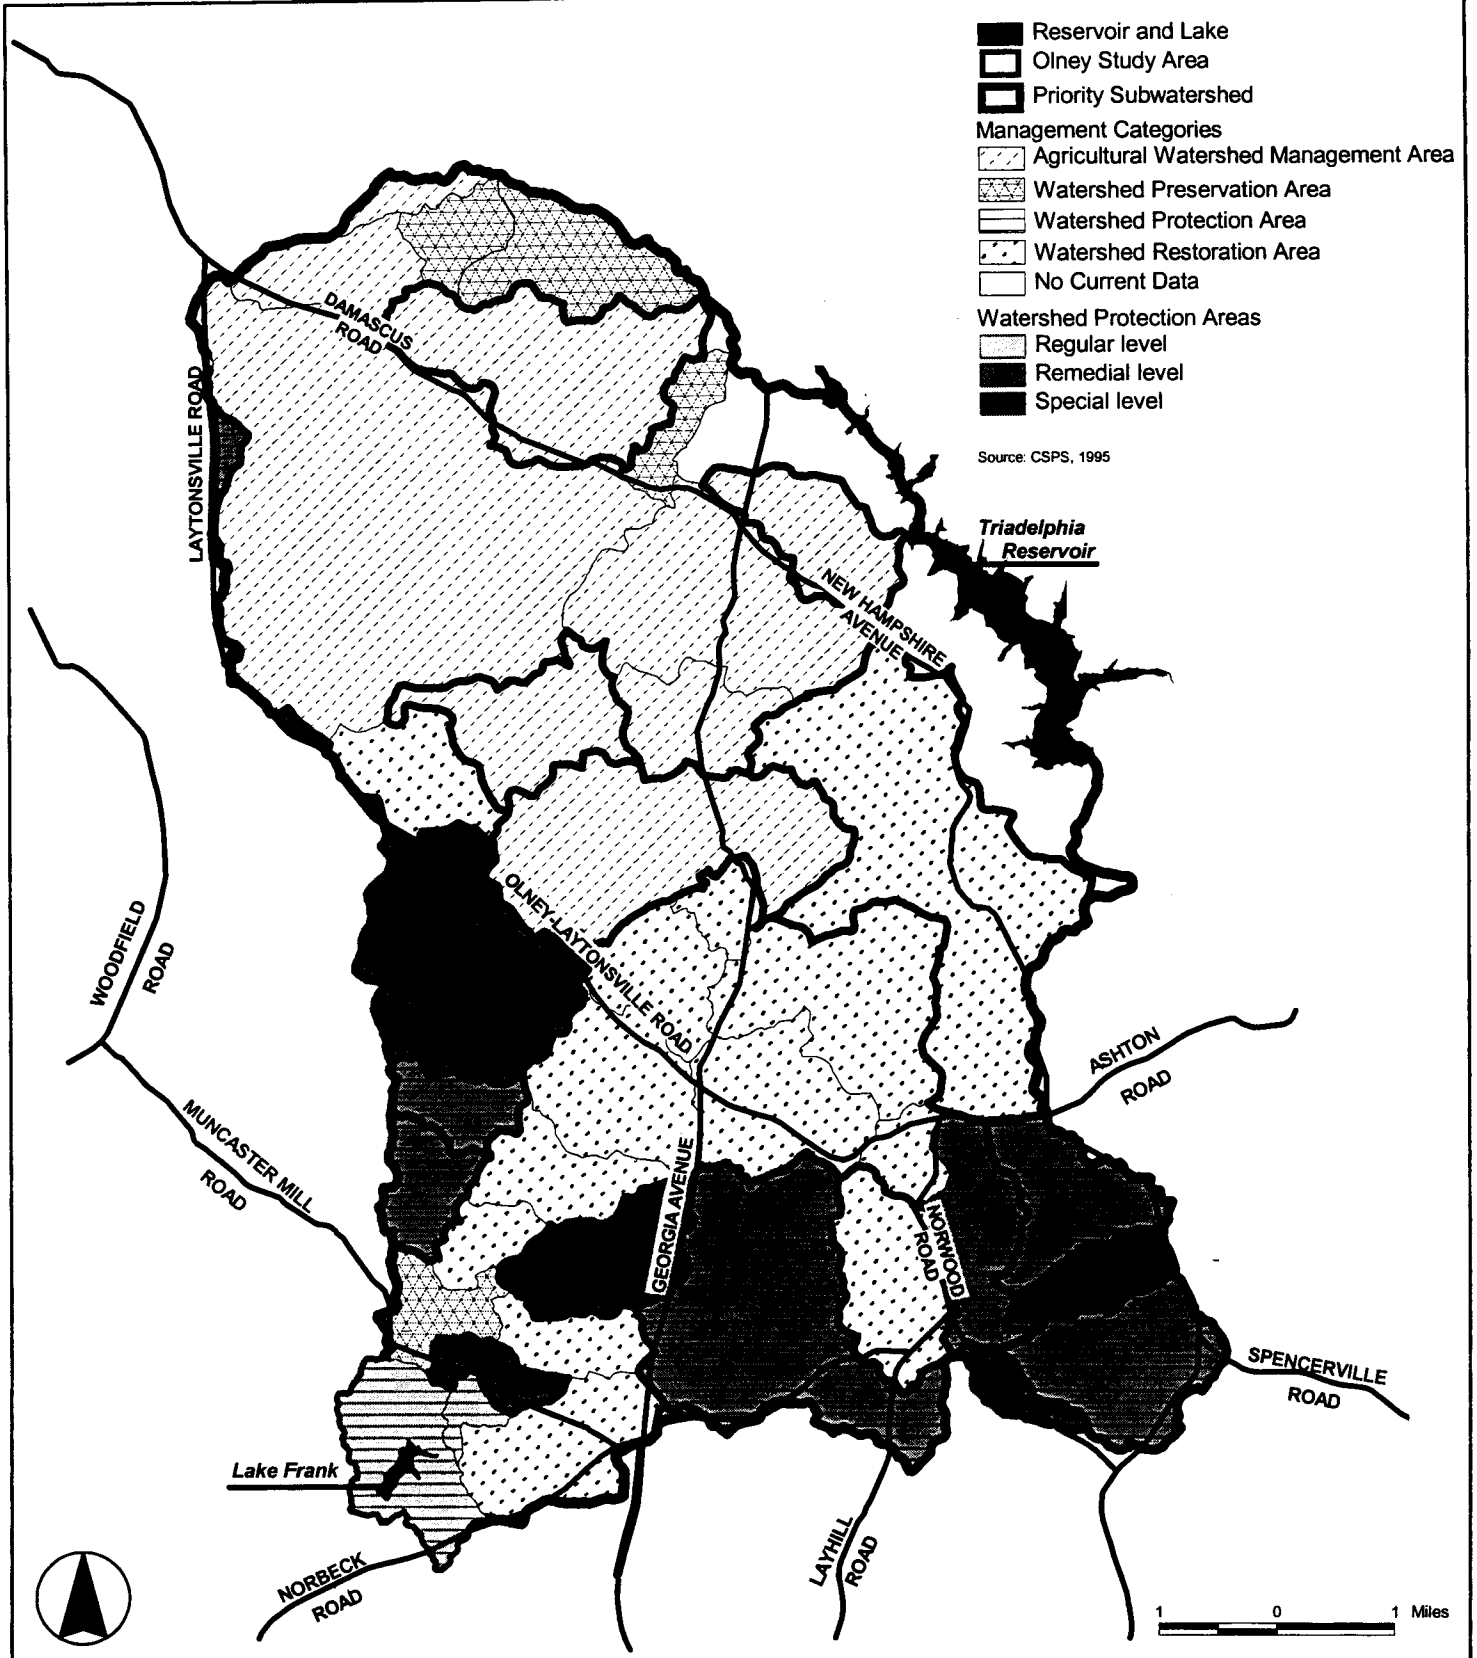 Reservoir and Lake
Olney Study Area
Priority Subwatershed
Management Categories
Agricultural Watershed Management Area
Watershed Preservation Area
Watershed Protection Area
Watershed Restoration Area
No Current Data
Watershed Protection Areas
Regular level
Remedial level
Special level
Source: CSPS, 1995
DAMASCUS
ROAD
LAYTONSVILLE ROAD
Triadelphia
Reservoir
NEW HAMPSHIRE
AVENUE
OLNEY-LAYTONSVILLE ROAD
WOODFIELD
ROAD
ASHTON
ROAD
MUNCASTER MILL
ROAD
GEORGIA AVENUE
NORWOOD
ROAD
SPENCERVILLE
ROAD
Lake Frank
LAYHILL
ROAD
NORBECK
ROAD
1 0 1 Miles